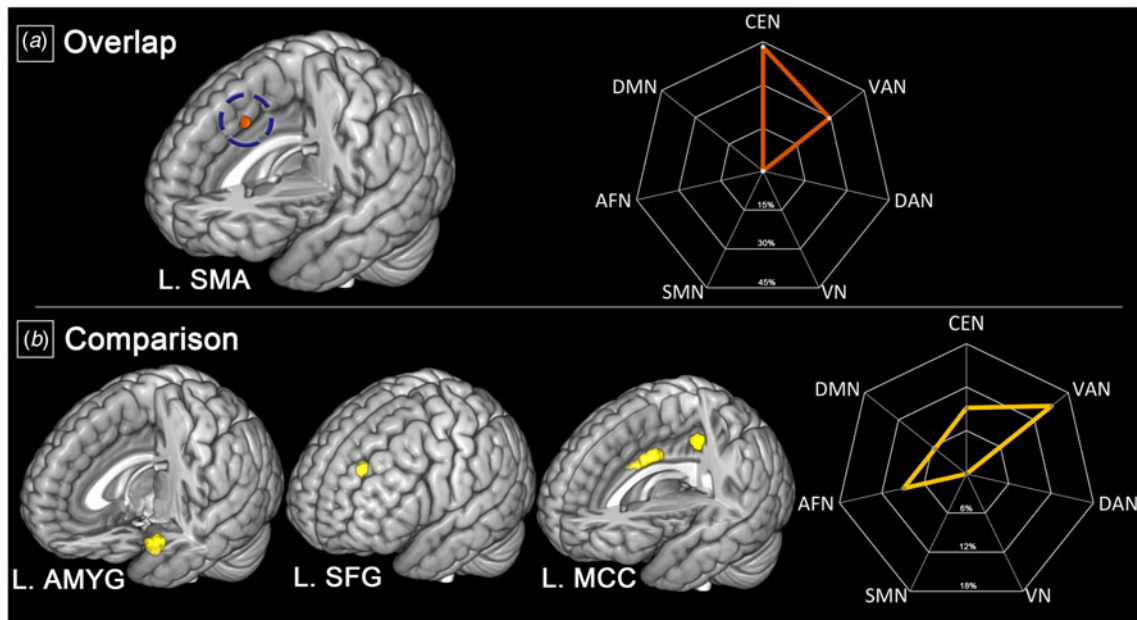 (a) Overlap
CEN
DMN
VAN
AFN
DAN
15%
30%
SMN
45%
VN
L. SMA
(b) Comparison
CEN
DMN
VAN
AFN
DAN
6%
12%
SMN
18%
VN
L. AMYG
L. SFG
L. MCC